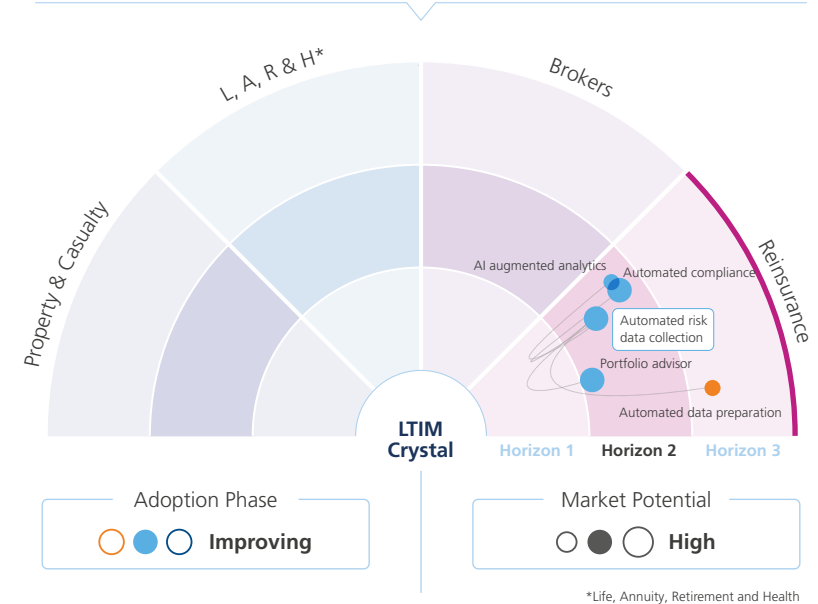 L, A, R & H*
Brokers
Property & Casualty
Reinsurance
AI augmented analytics
Automated compliance
Automated risk
data collection
Portfolio advisor
Automated data preparation
LTIM
Crystal
Horizon 1
Horizon 2
Horizon 3
Adoption Phase
Improving
Market Potential
High
*Life, Annuity, Retirement and Health